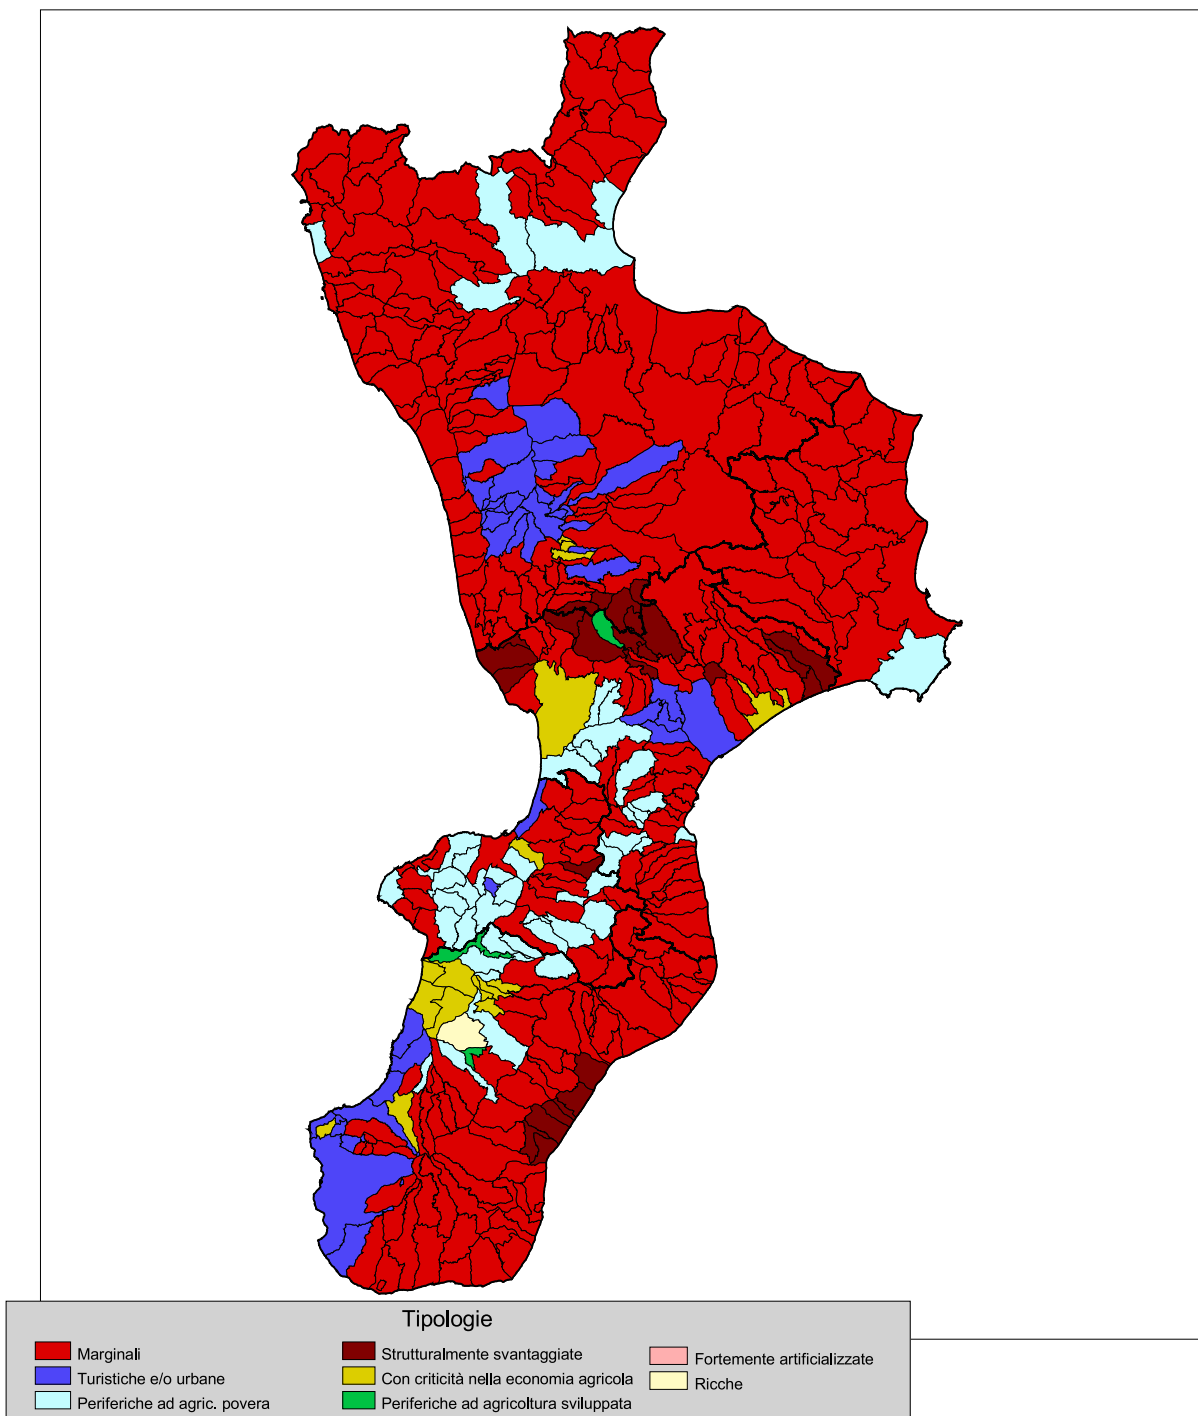 Tipologie
Marginali
Turistiche e/o urbane
Periferiche ad agric. povera
Strutturalmente svantaggiate
Con criticità nella economia agricola
Periferiche ad agricoltura sviluppata
Fortemente artificializzate
Ricche